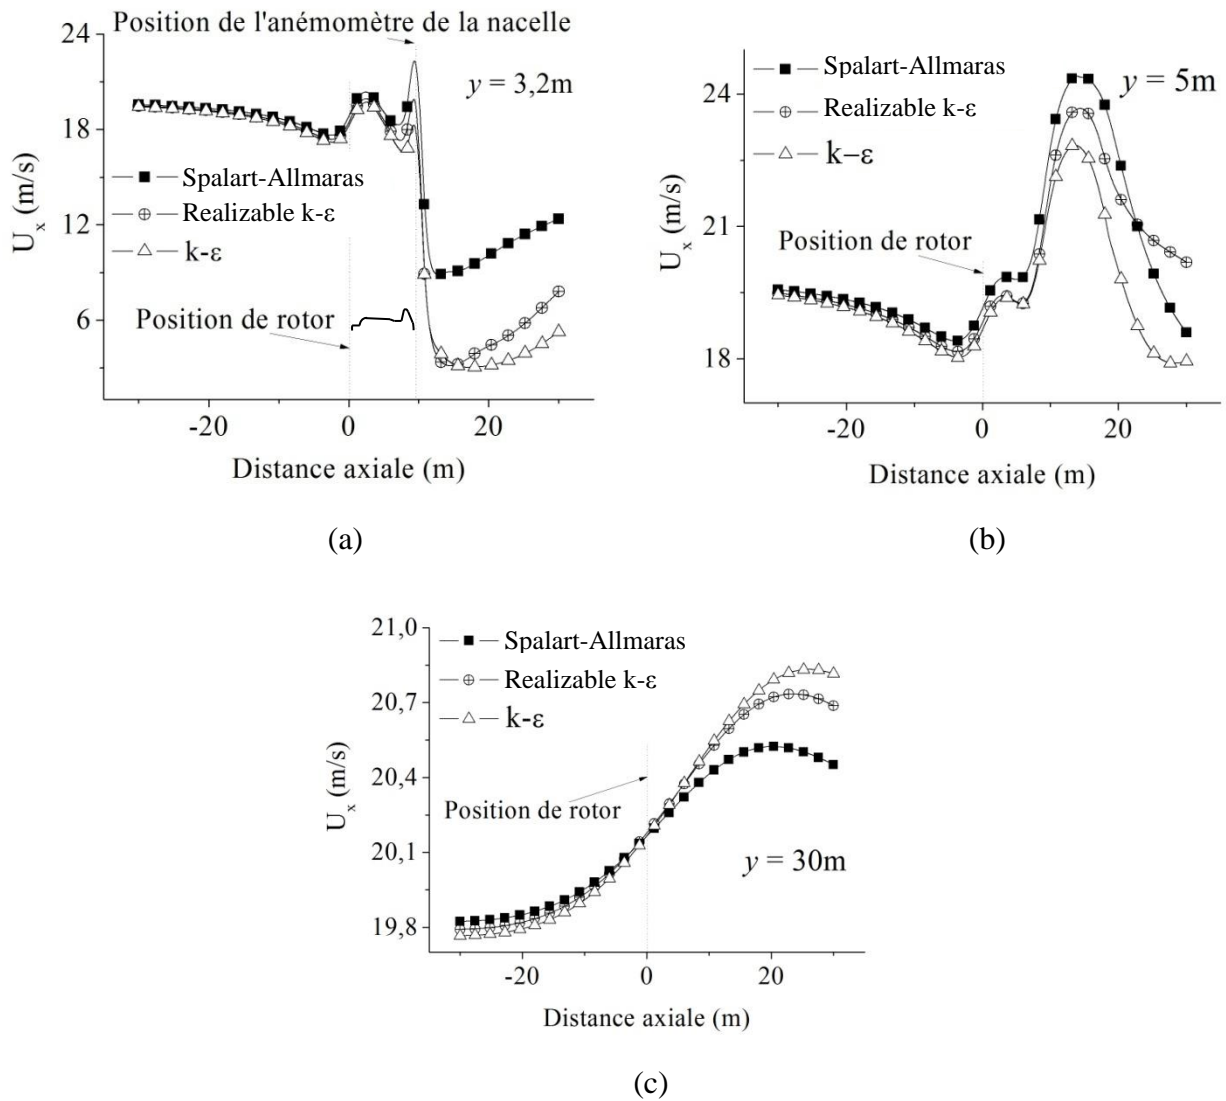 Position de l'anémomètre de la nacelle
(a)
24
y = 3,2m
18
Spalart-Allmaras
Realizable k-ε
k-ε
12
U_x (m/s)
Position de rotor
6
-20 0 20
Distance axiale (m)
(a)
(b)
Spalart-Allmaras
y = 5m
24
Realizable k-ε
k−ε
U_x (m/s)
21
Position de rotor
18
-20 0 20
Distance axiale (m)
(b)
21,0
Spalart-Allmaras
Realizable k-ε
20,7
k-ε
U_x (m/s)
20,4
Position de rotor
20,1
y = 30m
19,8
-20 0 20
Distance axiale (m)
(c)